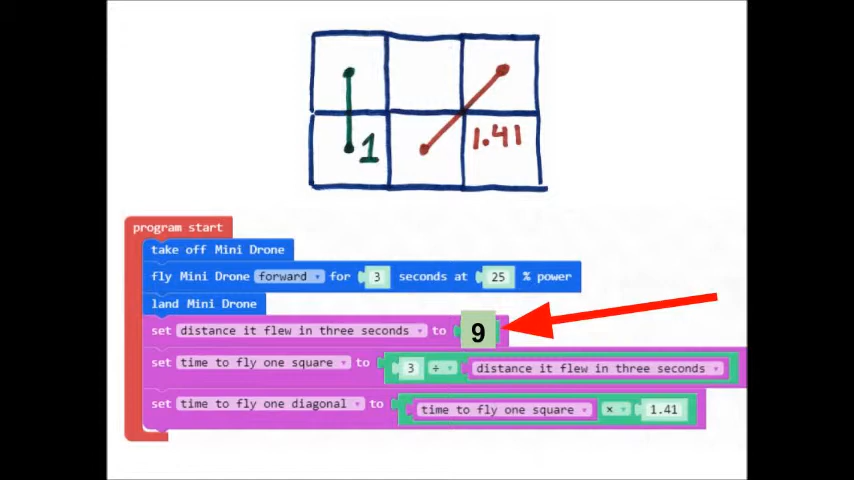 1
1.41
program start
take off Mini Drone
fly Mini Drone forward for 3 seconds at 25 % power
land Mini Drone
set distance it flew in three seconds to 9
set time to fly one square to 3 ÷ distance it flew in three seconds
set time to fly one diagonal to time to fly one square × 1.41